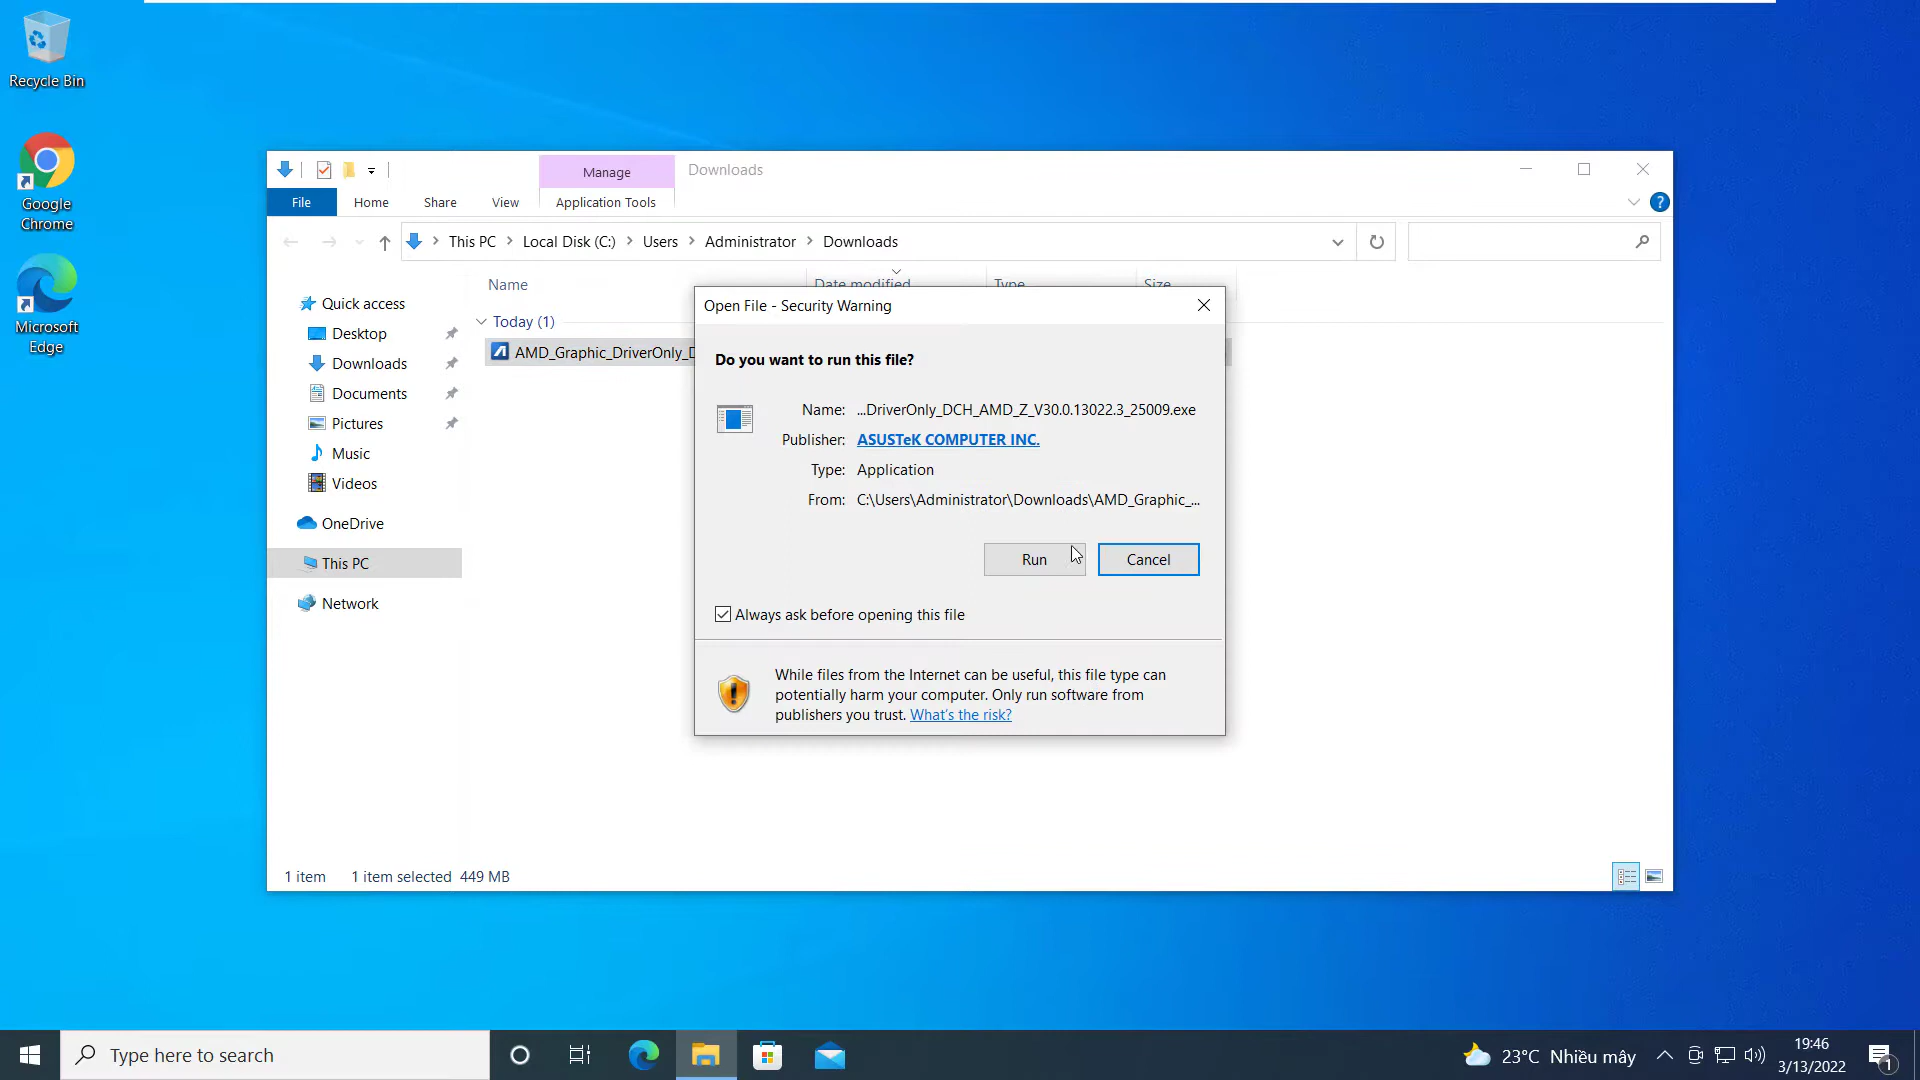 Recycle Bin
Google
Chrome
Microsoft
Edge
Manage
Downloads
File
Home
Share
View
Application Tools
This PC
Local Disk (C:)
Users
Administrator
Downloads
Name
Date modified
Type
Size
Quick access
Desktop
Downloads
Documents
Pictures
Music
Videos
OneDrive
This PC
Network
Today (1)
AMD_Graphic_DriverOnly_D
Open File - Security Warning
Do you want to run this file?
Name: ...DriverOnly_DCH_AMD_Z_V30.0.13022.3_25009.exe
Publisher: ASUSTeK COMPUTER INC.
Type: Application
From: C:\Users\Administrator\Downloads\AMD_Graphic_...
Run
Cancel
Always ask before opening this file
While files from the Internet can be useful, this file type can
potentially harm your computer. Only run software from
publishers you trust. What's the risk?
1 item
1 item selected 449 MB
Type here to search
23°C Nhiều mây
19:46
3/13/2022
1